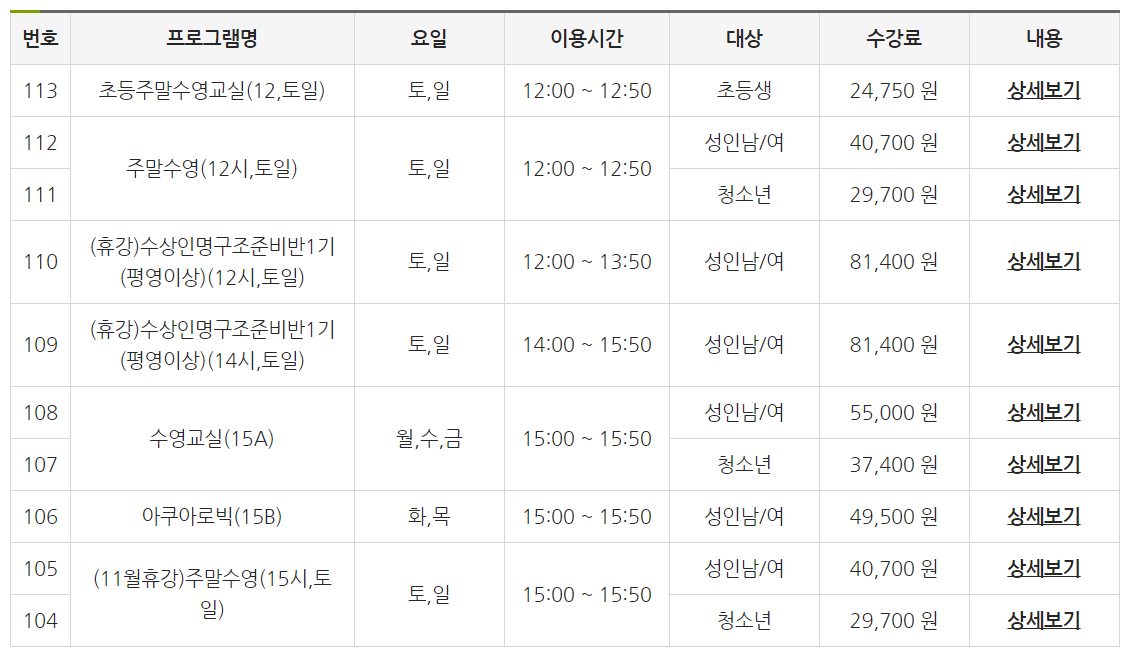 번호 프로그램명 요일 이용시간 대상 수강료 내용
113 초등주말수영교실(12,토일) 토,일 12:00 ~ 12:50 초등생 24,750 원 상세보기
112 주말수영(12시,토일) 토,일 12:00 ~ 12:50 성인남/여 40,700 원 상세보기
111 청소년 29,700 원 상세보기
110 (휴강)수상인명구조준비반1기
(평영이상)(12시,토일) 토,일 12:00 ~ 13:50 성인남/여 81,400 원 상세보기
109 (휴강)수상인명구조준비반1기
(평영이상)(14시,토일) 토,일 14:00 ~ 15:50 성인남/여 81,400 원 상세보기
108 수영교실(15A) 월,수,금 15:00 ~ 15:50 성인남/여 55,000 원 상세보기
107 청소년 37,400 원 상세보기
106 아쿠아로빅(15B) 화,목 15:00 ~ 15:50 성인남/여 49,500 원 상세보기
105 (11월휴강)주말수영(15시,토
일) 토,일 15:00 ~ 15:50 성인남/여 40,700 원 상세보기
104 청소년 29,700 원 상세보기